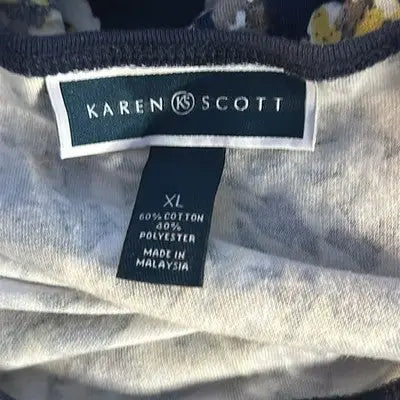 KAREN KS SCOTT
XL
60% COTTON
40%
POLYESTER
MADE IN
MALAYSIA